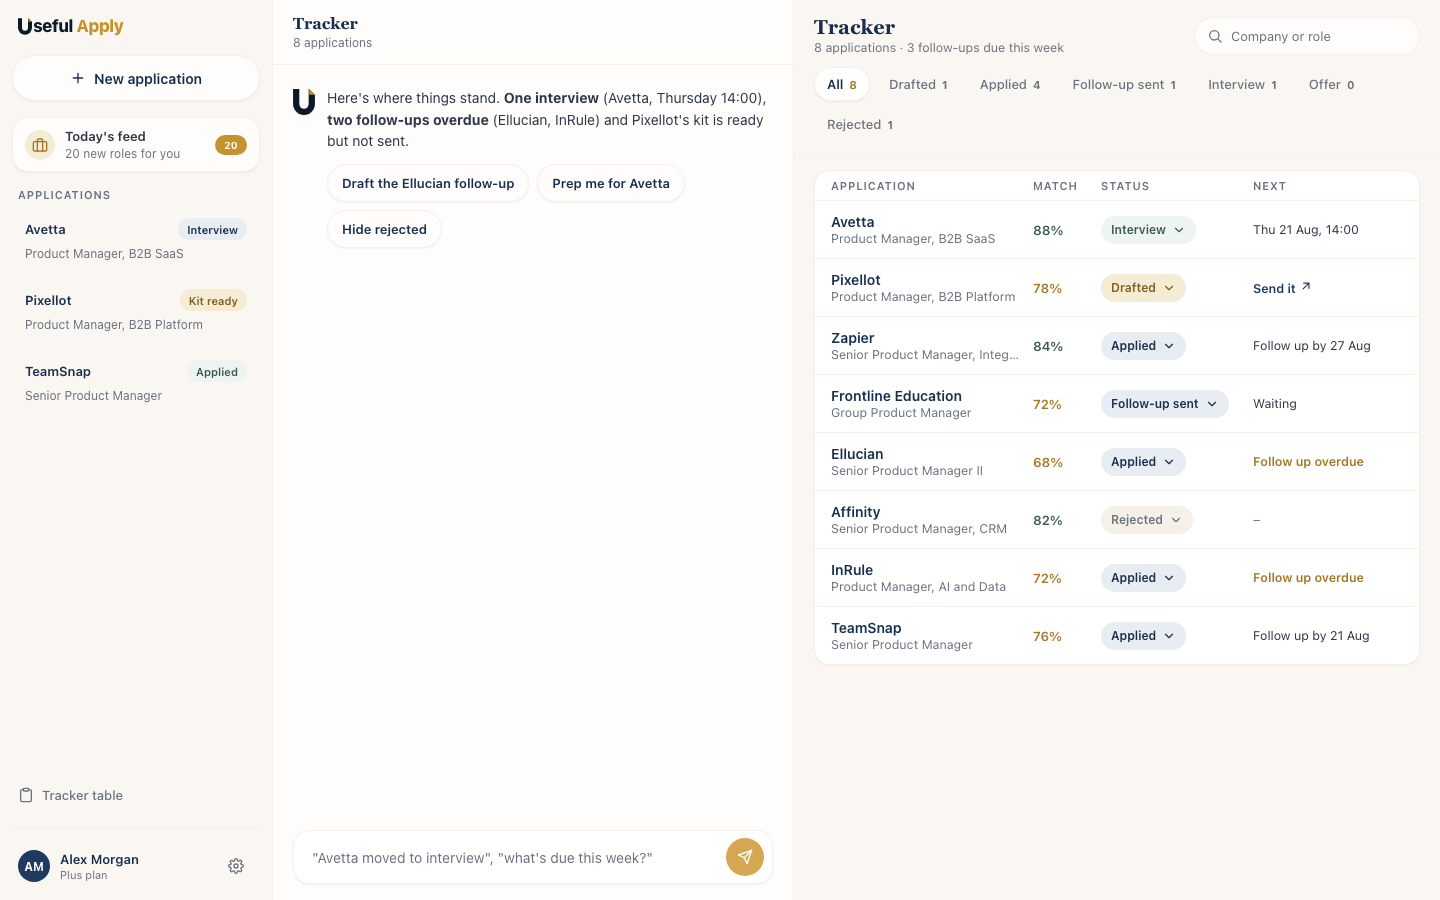 Useful Apply
New application
Today's feed
20 new roles for you
20
APPLICATIONS
Avetta
Interview
Product Manager, B2B SaaS
Pixellot
Kit ready
Product Manager, B2B Platform
TeamSnap
Applied
Senior Product Manager
Tracker table
AM
Alex Morgan
Plus plan
Tracker
8 applications
Here's where things stand. One interview (Avetta, Thursday 14:00),
two follow-ups overdue (Ellucian, InRule) and Pixellot's kit is ready
but not sent.
Draft the Ellucian follow-up
Prep me for Avetta
Hide rejected
"Avetta moved to interview", "what's due this week?"
Tracker
8 applications · 3 follow-ups due this week
Company or role
All 8
Drafted 1
Applied 4
Follow-up sent 1
Interview 1
Offer 0
Rejected 1
APPLICATION MATCH STATUS NEXT
Avetta
Product Manager, B2B SaaS
88%
Interview
Thu 21 Aug, 14:00
Pixellot
Product Manager, B2B Platform
78%
Drafted
Send it
Zapier
Senior Product Manager, Integ...
84%
Applied
Follow up by 27 Aug
Frontline Education
Group Product Manager
72%
Follow-up sent
Waiting
Ellucian
Senior Product Manager II
68%
Applied
Follow up overdue
Affinity
Senior Product Manager, CRM
82%
Rejected
–
InRule
Product Manager, AI and Data
72%
Applied
Follow up overdue
TeamSnap
Senior Product Manager
76%
Applied
Follow up by 21 Aug